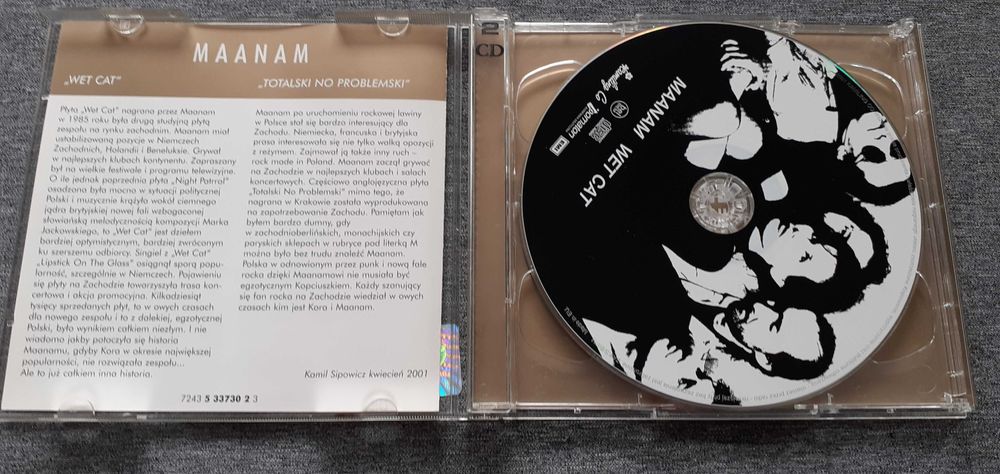 MAANAM
„WET CAT"
Płyta „Wet Cat" nagrana przez Maanam
w 1985 roku była drugą studyjną płytą
zespołu na rynku zachodnim. Maanam miał
ustabilizowaną pozycje w Niemczech
Zachodnich, Holandii i Beneluksie. Grywał
w najlepszych klubach kontynentu. Zapraszany
był na wielkie festiwale i programy telewizyjne.
O ile jednak poprzednia płyta „Night Patrol"
osadzona była mocno w sytuacji politycznej
Polski i muzycznie krążyła wokół ciemnego
jądra brytyjskiej nowej fali wzbogaconego
słowiańską melodycznością kompozycji Marka
Jackowskiego, to „Wet Cat" jest dziełem
bardziej optymistycznym, bardziej zwróconym
ku szerszemu odbiorcy. Singiel z „Wet Cat"
„Lipstick On The Glass" osiągnął sporą popu-
larność, szczególnie w Niemczech. Pojawieniu
się płyty na Zachodzie towarzyszyła trasa kon-
certowa i akcja promocyjna. Kilkadziesiąt
tysięcy sprzedanych płyt, to w owych czasach
dla nowego zespołu i to z dalekiej, egzotycznej
Polski, było wynikiem całkiem niezłym. I nie
wiadomo jakby potoczyła się historia
Maanamu, gdyby Kora w okresie największej
popularności, nie rozwiązała zespołu...
Ale to już całkiem inna historia.
„TOTALSKI NO PROBLEMSKI"
Maanam po uruchomieniu rockowej lawiny
w Polsce stał się bardzo interesujący dla
Zachodu. Niemiecka, francuska i brytyjska
prasa interesowała się nie tylko walką opozycji
z reżymem. Zajmował ją także inny ruch –
rock made in Poland. Maanam zaczął grywać
na Zachodzie w najlepszych klubach i salach
koncertowych. Częściowo anglojęzyczna płyta
„Totalski No Problemski" mimo tego, że
nagrana w Krakowie została wyprodukowana
na zapotrzebowanie Zachodu. Pamiętam jak
byłem bardzo dumny, gdy
w zachodnioberlińskich, monachijskich czy
paryskich sklepach w rubryce pod literką M
można było bez trudu znaleźć Maanam.
Polska w odnowionym przez punk i nową fale
rocka dzięki Maanamowi nie musiała być
egzotycznym Kopciuszkiem. Każdy szanujący
się fan rocka na Zachodzie wiedział w owych
czasach kim jest Kora i Maanam.
Kamil Sipowicz kwiecień 2001
7243 5 33730 2 3
2
CD
MAANAM WET CAT
Pomaton
EMI